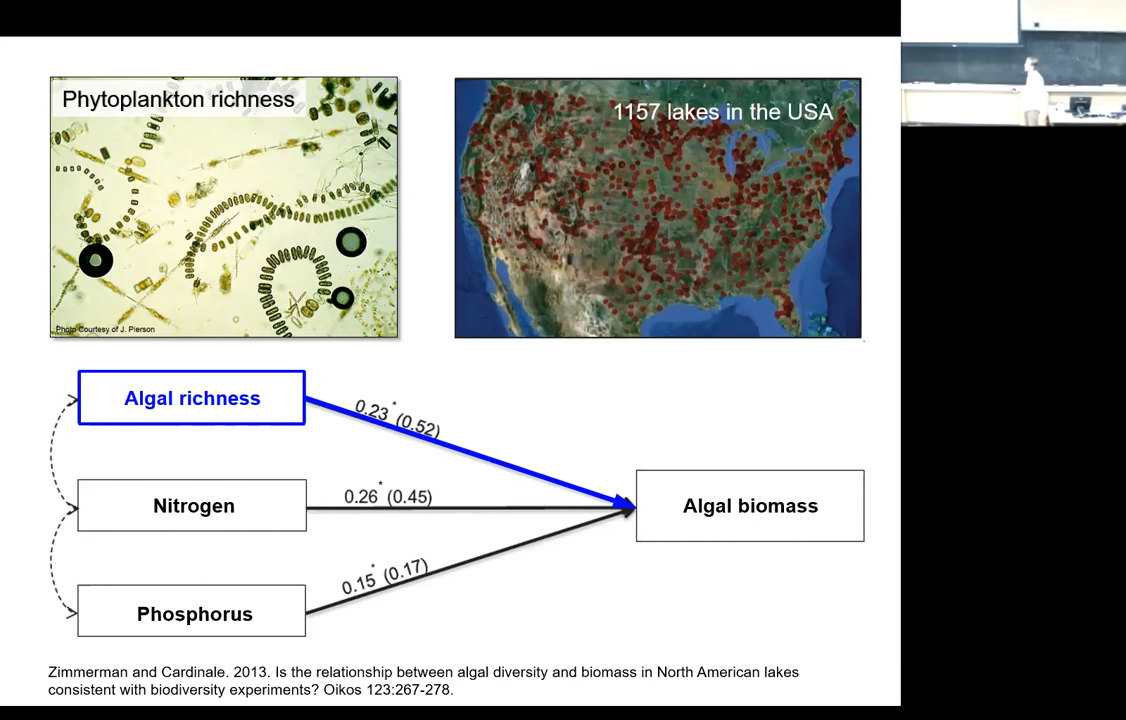 Phytoplankton richness
1157 lakes in the USA
Photo Courtesy of J. Pierson
Algal richness
0.23* (0.52)
Nitrogen
0.26* (0.45)
Algal biomass
0.15* (0.17)
Phosphorus
Zimmerman and Cardinale. 2013. Is the relationship between algal diversity and biomass in North American lakes
consistent with biodiversity experiments? Oikos 123:267-278.